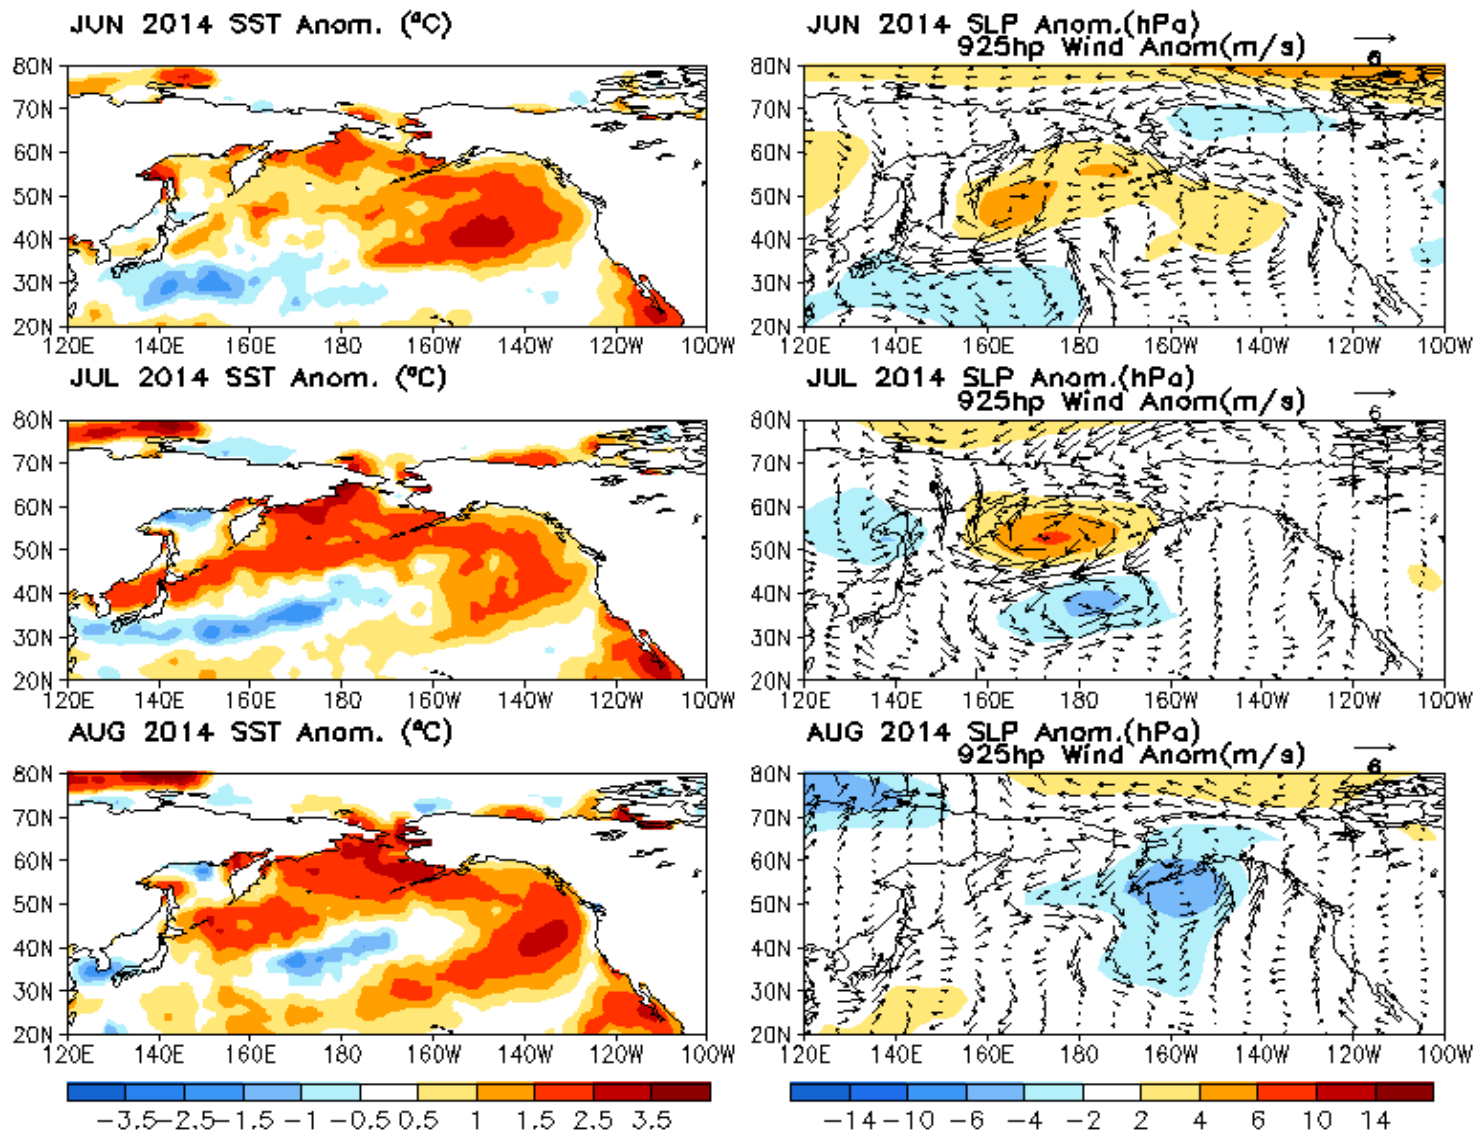 JUN 2014 SST Anom. (°C)
JUN 2014 SLP Anom.(hPa)
925hp Wind Anom(m/s)
6
80N
70N
60N
50N
40N
30N
20N
120E 140E 160E 180 160W 140W 120W 100W
80N
70N
60N
50N
40N
30N
20N
120E 140E 160E 180 160W 140W 120W 100W
JUL 2014 SST Anom. (°C)
JUL 2014 SLP Anom.(hPa)
925hp Wind Anom(m/s)
6
80N
70N
60N
50N
40N
30N
20N
120E 140E 160E 180 160W 140W 120W 100W
80N
70N
60N
50N
40N
30N
20N
120E 140E 160E 180 160W 140W 120W 100W
AUG 2014 SST Anom. (°C)
AUG 2014 SLP Anom.(hPa)
925hp Wind Anom(m/s)
6
80N
70N
60N
50N
40N
30N
20N
120E 140E 160E 180 160W 140W 120W 100W
80N
70N
60N
50N
40N
30N
20N
120E 140E 160E 180 160W 140W 120W 100W
-3.5 -2.5 -1.5 -1 -0.5 0.5 1 1.5 2.5 3.5
-14 -10 -6 -4 -2 2 4 6 10 14